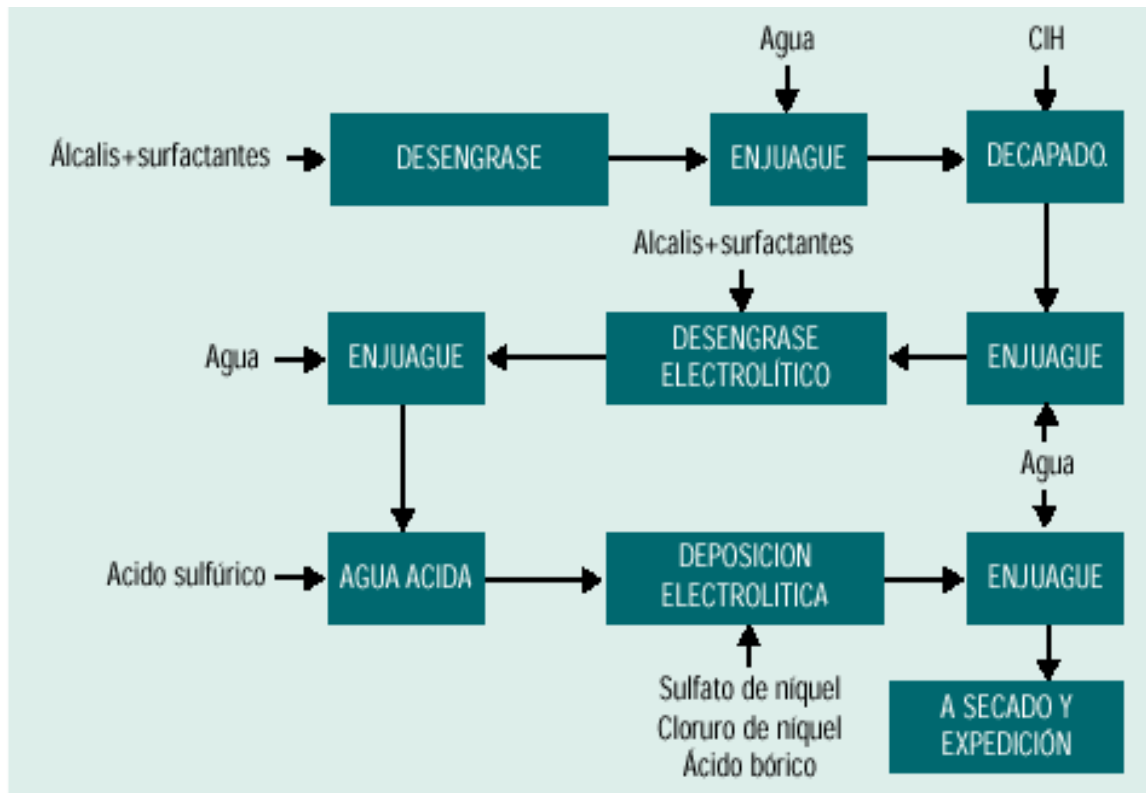 Agua
CIH
Álcalis+surfactantes
DESENGRASE
ENJUAGUE
DECAPADO.
Alcalis+surfactantes
Agua
ENJUAGUE
DESENGRASE
ELECTROLÍTICO
ENJUAGUE
Agua
Acido sulfúrico
AGUA ACIDA
DEPOSICION
ELECTROLITICA
ENJUAGUE
Sulfato de níquel
Cloruro de níquel
Ácido bórico
A SECADO Y
EXPEDICIÓN